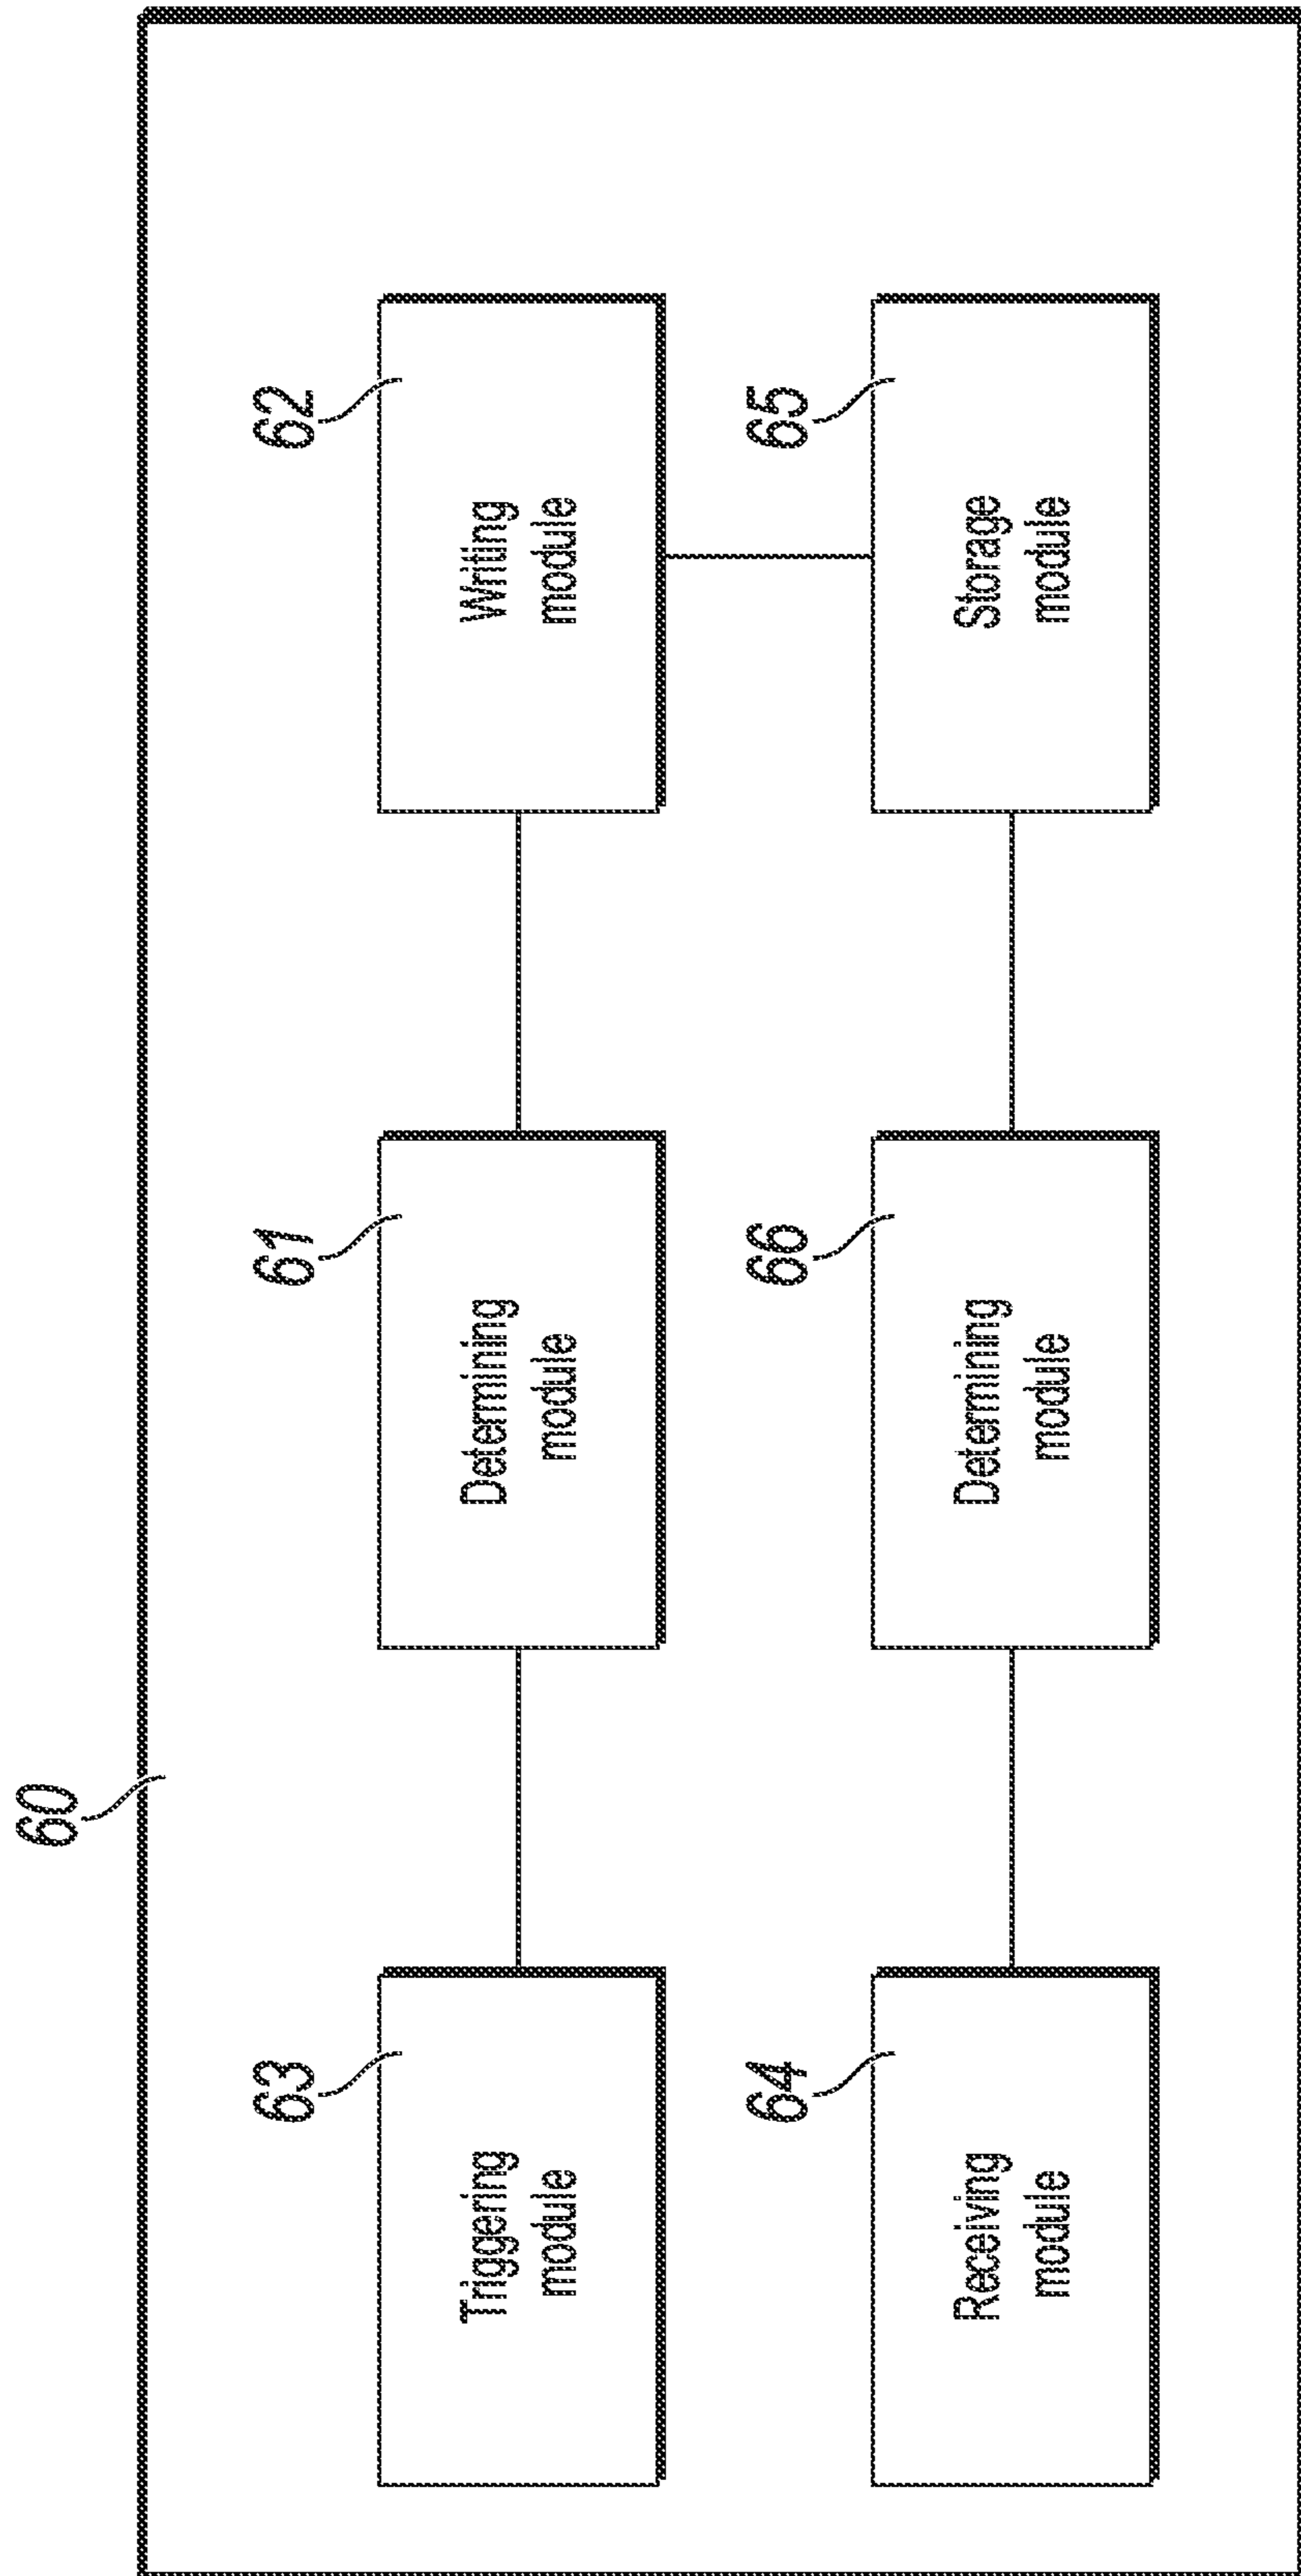 60
63
Triggering
module
61
Determining
module
62
Writing
module
64
Receiving
module
66
Determining
module
65
Storage
module